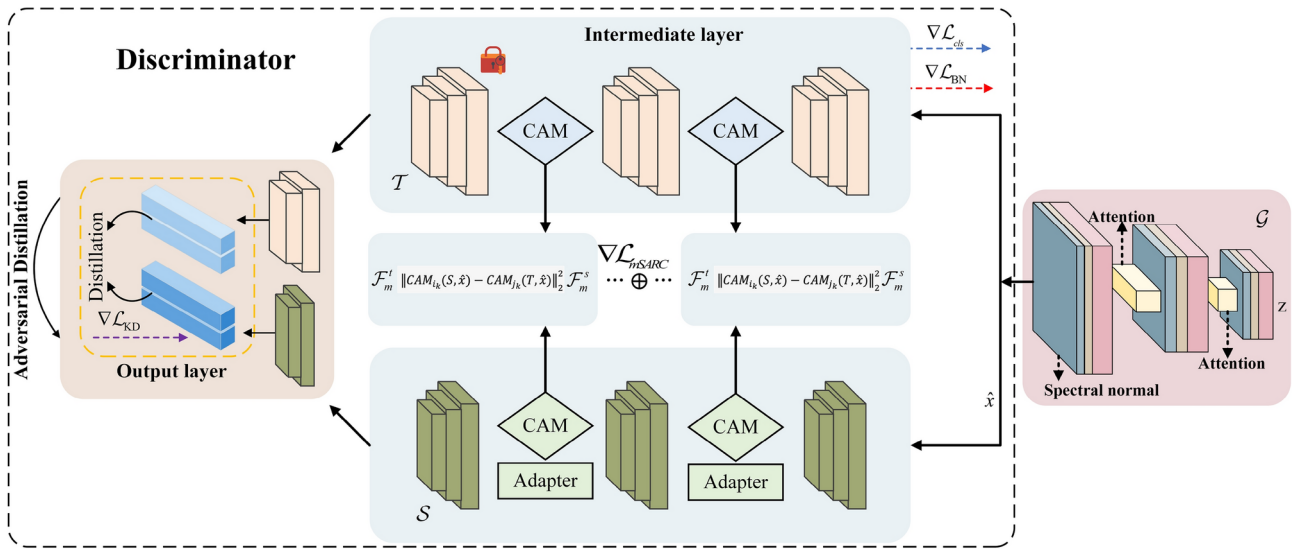 Discriminator
Intermediate layer
∇ℒ_cls
∇ℒ_BN
CAM
CAM
𝒯
Adversarial Distillation
Distillation
∇ℒ_KD
Output layer
ℱ_m^t ‖CAM_{i_k}(S, x̂) − CAM_{j_k}(T, x̂)‖_2^2 ℱ_m^s
∇ℒ_mSARC
··· ⊕ ···
ℱ_m^t ‖CAM_{i_k}(S, x̂) − CAM_{j_k}(T, x̂)‖_2^2 ℱ_m^s
CAM
Adapter
CAM
Adapter
𝒮
x̂
𝒢
Attention
z
Attention
Spectral normal